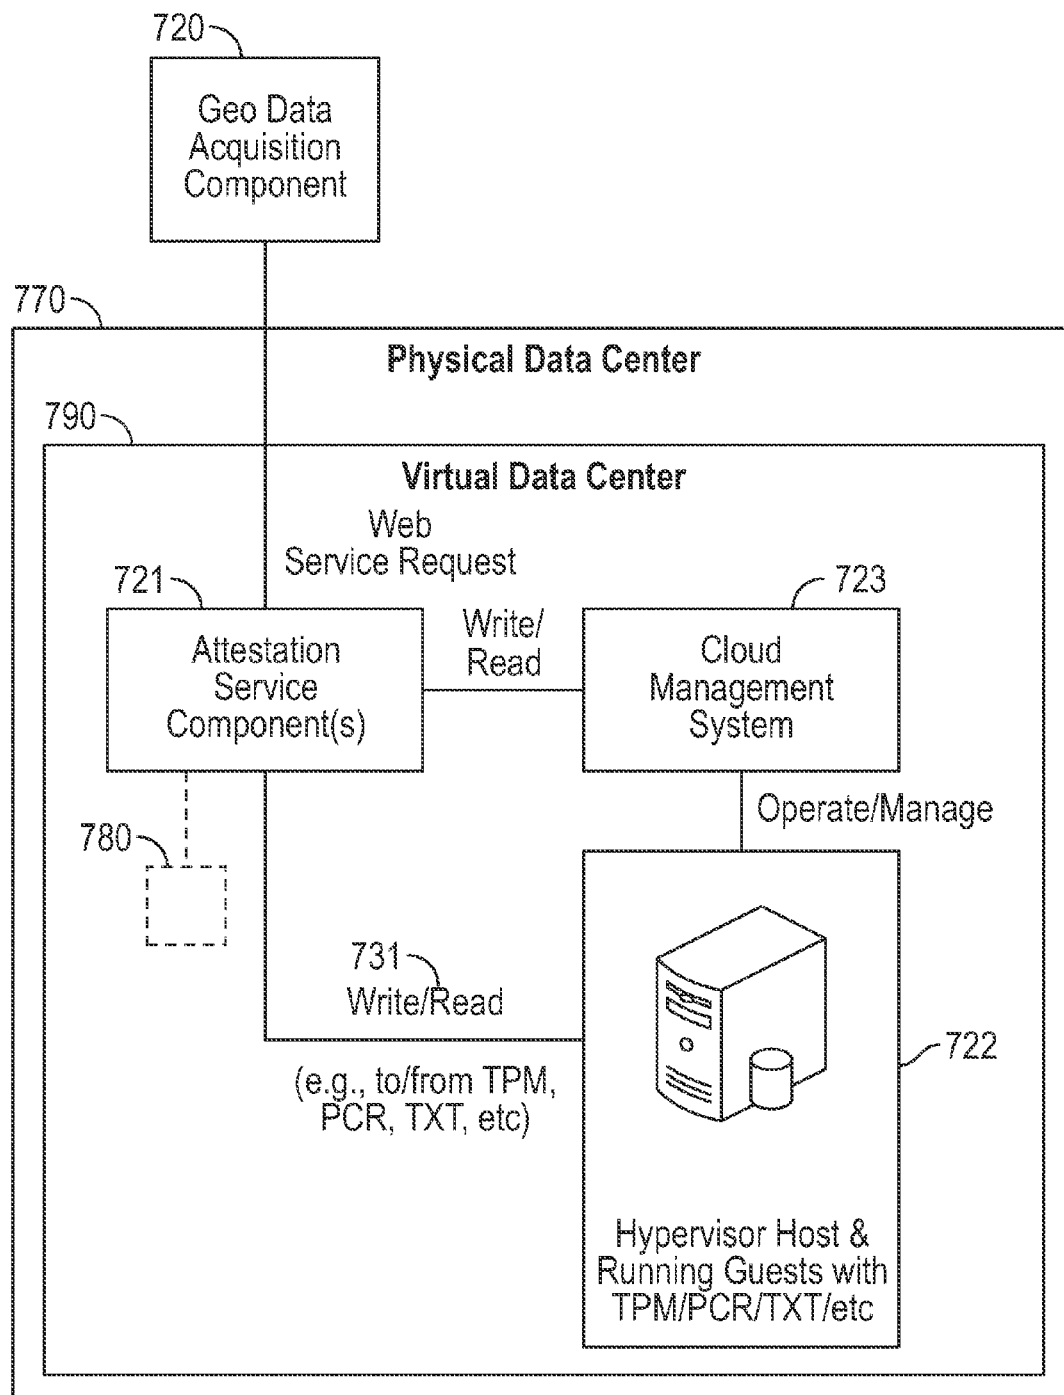 720
Geo Data
Acquisition
Component
770
Physical Data Center
790
Virtual Data Center
Web
Service Request
721
Attestation
Service
Component(s)
Write/
Read
723
Cloud
Management
System
Operate/Manage
780
731
Write/Read
(e.g., to/from TPM,
PCR, TXT, etc)
722
Hypervisor Host &
Running Guests with
TPM/PCR/TXT/etc